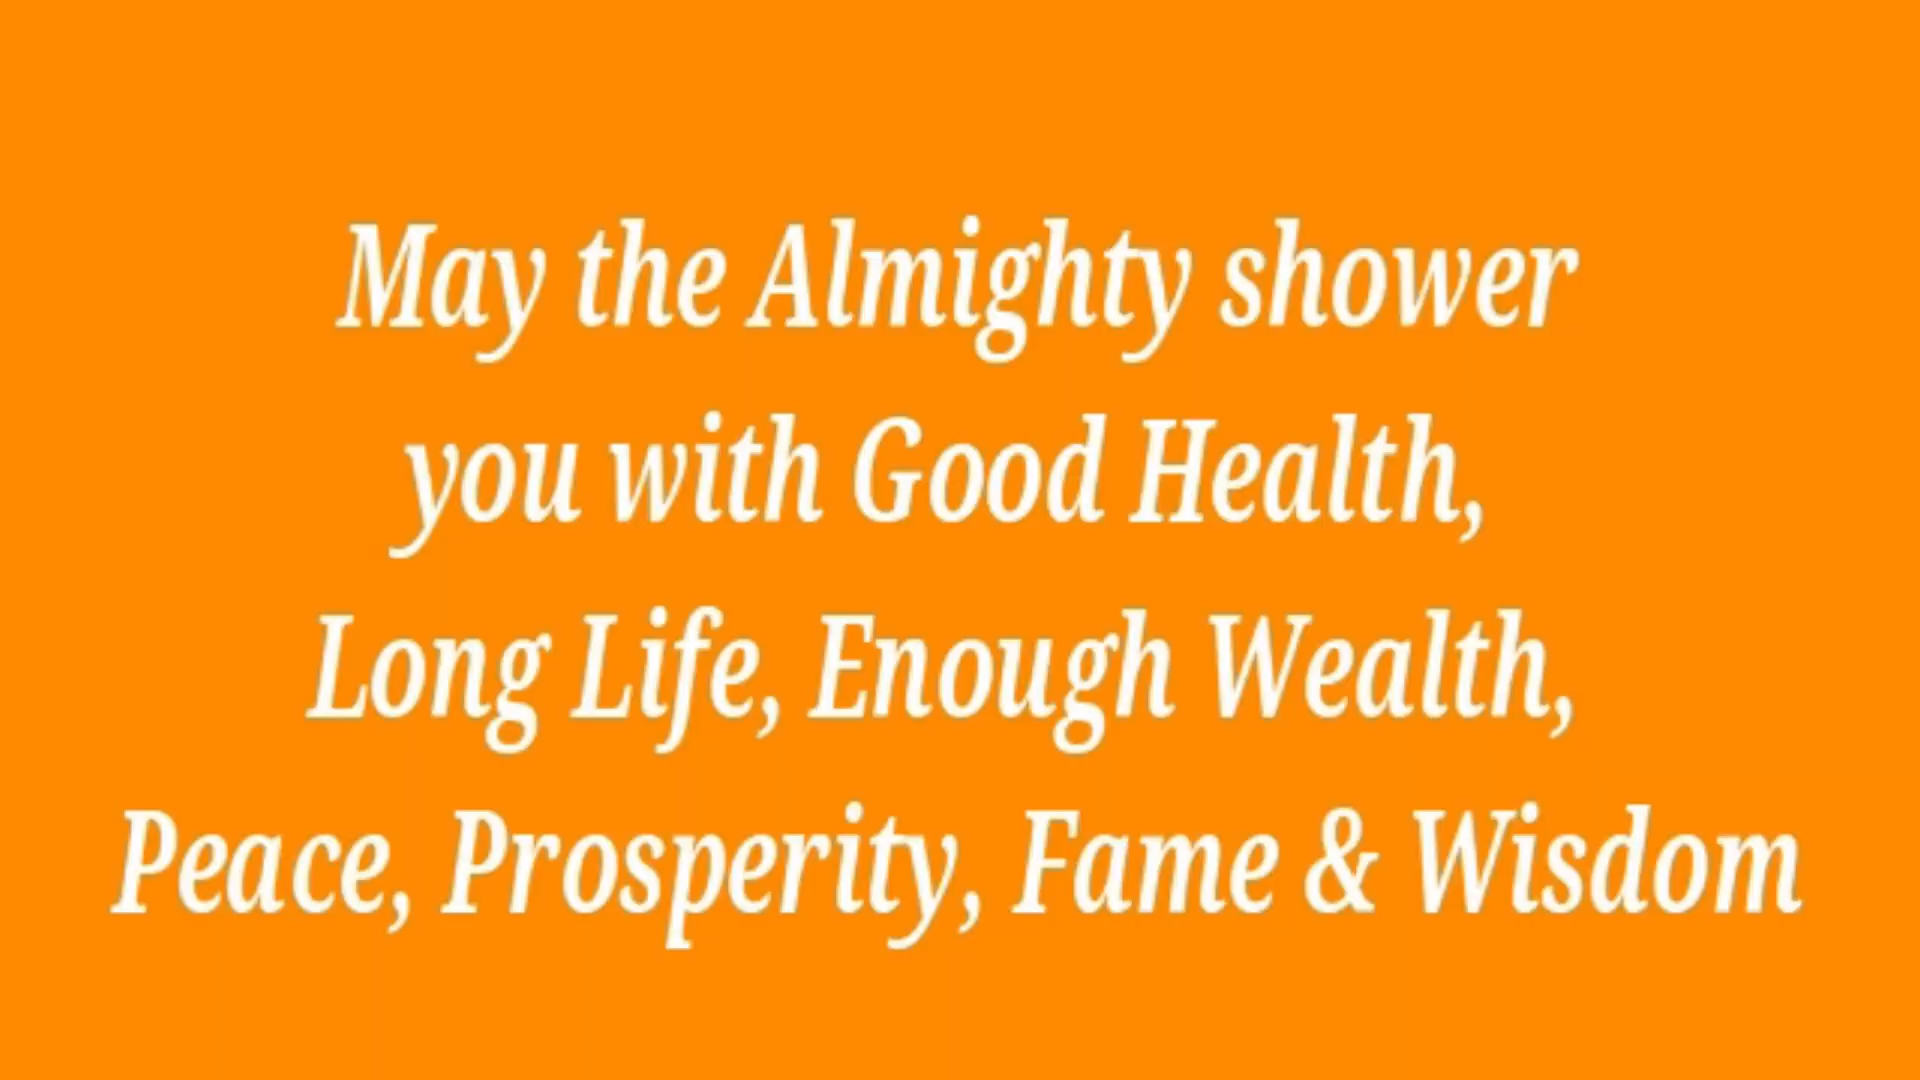 May the Almighty shower
you with Good Health,
Long Life, Enough Wealth,
Peace, Prosperity, Fame & Wisdom